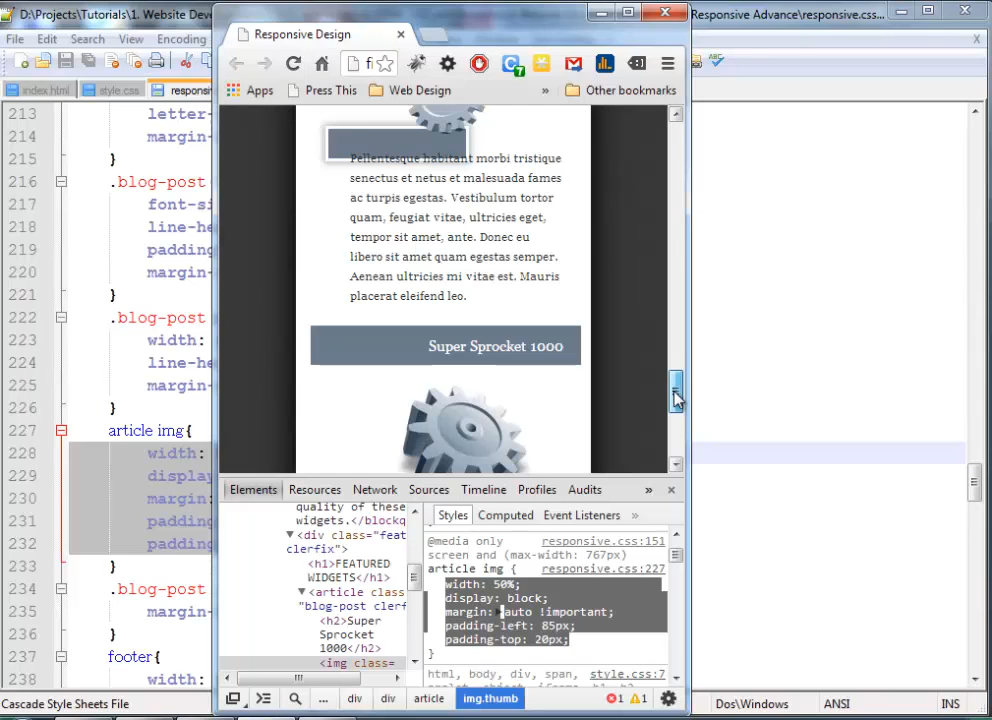 D:\Projects\Tutorials\1. Website Dev
Responsive Advance\responsive.css...
Responsive Design
File Edit Search View Encoding
Apps Press This Web Design » Other bookmarks
index.html style.css respons
213 letter-
214 margin-
215 }
216 .blog-post
217 font-si
218 line-he
219 padding
220 margin-
221 }
222 .blog-post
223 width:
224 line-he
225 margin-
226 }
227 article img{
228 width:
229 display
230 margin:
231 padding
232 padding
233 }
234 .blog-post
235 margin-
236 }
237 footer{
238 width:
Pellentesque habitant morbi tristique
senectus et netus et malesuada fames
ac turpis egestas. Vestibulum tortor
quam, feugiat vitae, ultricies eget,
tempor sit amet, ante. Donec eu
libero sit amet quam egestas semper.
Aenean ultricies mi vitae est. Mauris
placerat eleifend leo.
Super Sprocket 1000
Elements Resources Network Sources Timeline Profiles Audits »
quality of these
widgets.</blockq
<div class="feat
clerfix">
<h1>FEATURED
WIDGETS</h1>
<article class=
"blog-post clerf
<h2>Super
Sprocket
1000</h2>
<img class=
Styles Computed Event Listeners »
@media only responsive.css:151
screen and (max-width: 767px)
article img { responsive.css:227
width: 50%;
display: block;
margin: auto !important;
padding-left: 85px;
padding-top: 20px;
}
html, body, div, span, style.css:7
... div div article img.thumb
1 1
Cascade Style Sheets File
Dos\Windows ANSI INS